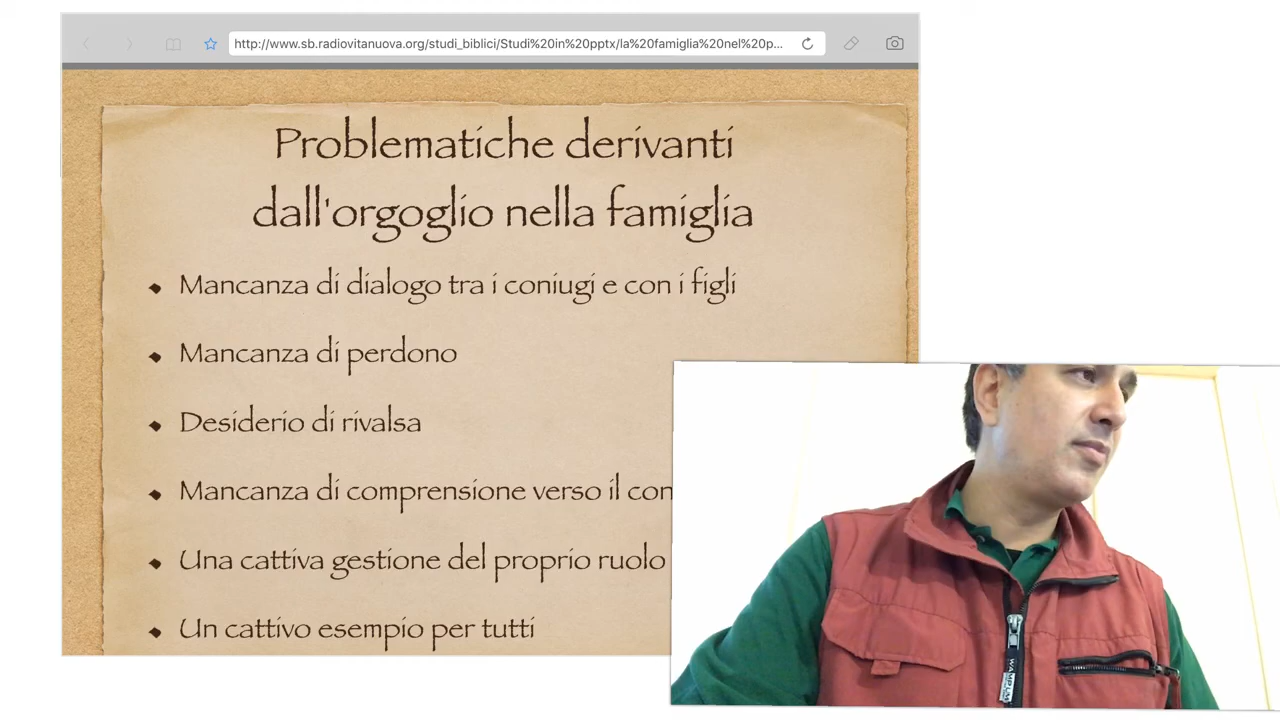 http://www.sb.radiovitanuova.org/studi_biblici/Studi%20in%20pptx/la%20famiglia%20nel%20p...
Problematiche derivanti
dall'orgoglio nella famiglia
Mancanza di dialogo tra i coniugi e con i figli
Mancanza di perdono
Desiderio di rivalsa
Mancanza di comprensione verso il con
Una cattiva gestione del proprio ruolo
Un cattivo esempio per tutti
WAMPUM